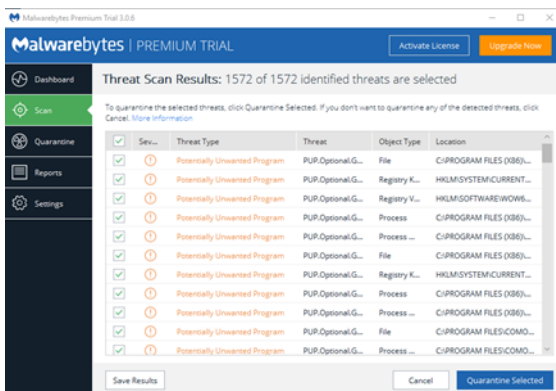 Malwarebytes Premium Trial 3.0.6
Malwarebytes | PREMIUM TRIAL
Activate License
Upgrade Now
Dashboard
Scan
Quarantine
Reports
Settings
Threat Scan Results: 1572 of 1572 identified threats are selected
To quarantine the selected threats, click Quarantine Selected. If you don't want to quarantine any of the detected threats, click
Cancel. More Information
Sev... Threat Type Threat Object Type Location
Potentially Unwanted Program PUP.Optional.G... File C:\PROGRAM FILES (X86)\...
Potentially Unwanted Program PUP.Optional.G... Registry K... HKLM\SYSTEM\CURRENT...
Potentially Unwanted Program PUP.Optional.G... Registry V... HKLM\SOFTWARE\WOW6...
Potentially Unwanted Program PUP.Optional.G... Process C:\PROGRAM FILES (X86)\...
Potentially Unwanted Program PUP.Optional.G... Process ... C:\PROGRAM FILES (X86)\...
Potentially Unwanted Program PUP.Optional.G... File C:\PROGRAM FILES (X86)\...
Potentially Unwanted Program PUP.Optional.G... Registry K... HKLM\SYSTEM\CURRENT...
Potentially Unwanted Program PUP.Optional.G... Process C:\PROGRAM FILES (X86)\...
Potentially Unwanted Program PUP.Optional.G... Process ... C:\PROGRAM FILES (X86)\...
Potentially Unwanted Program PUP.Optional.G... File C:\PROGRAM FILES\COMO...
Potentially Unwanted Program PUP.Optional.G... Process ... C:\PROGRAM FILES\COMO...
Save Results
Cancel
Quarantine Selected